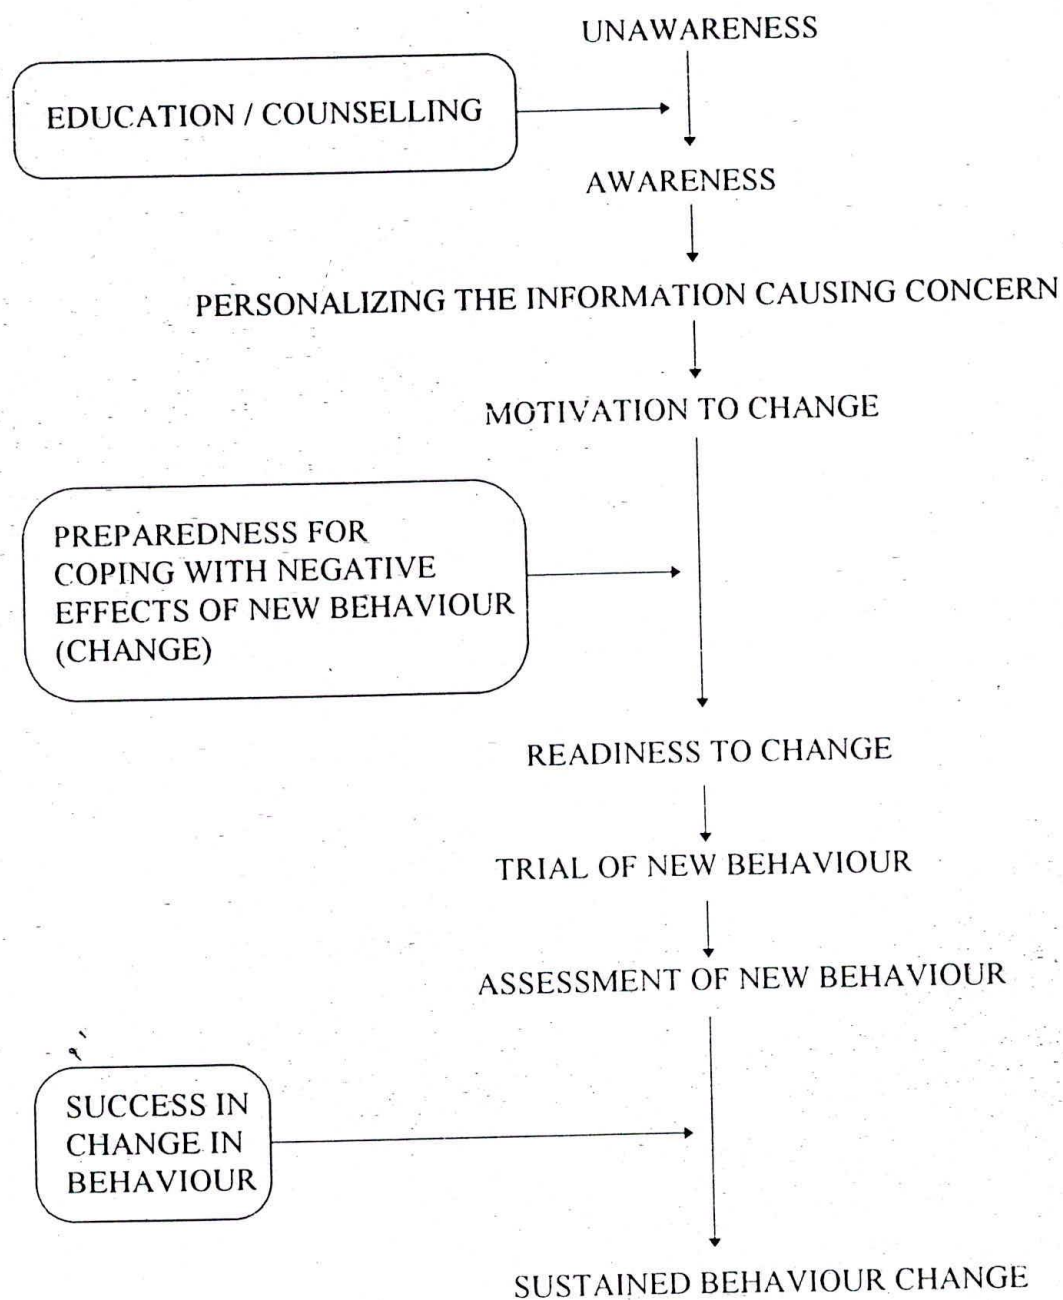 UNAWARENESS
EDUCATION / COUNSELLING
AWARENESS
PERSONALIZING THE INFORMATION CAUSING CONCERN
MOTIVATION TO CHANGE
PREPAREDNESS FOR
COPING WITH NEGATIVE
EFFECTS OF NEW BEHAVIOUR
(CHANGE)
READINESS TO CHANGE
TRIAL OF NEW BEHAVIOUR
ASSESSMENT OF NEW BEHAVIOUR
SUCCESS IN
CHANGE IN
BEHAVIOUR
SUSTAINED BEHAVIOUR CHANGE